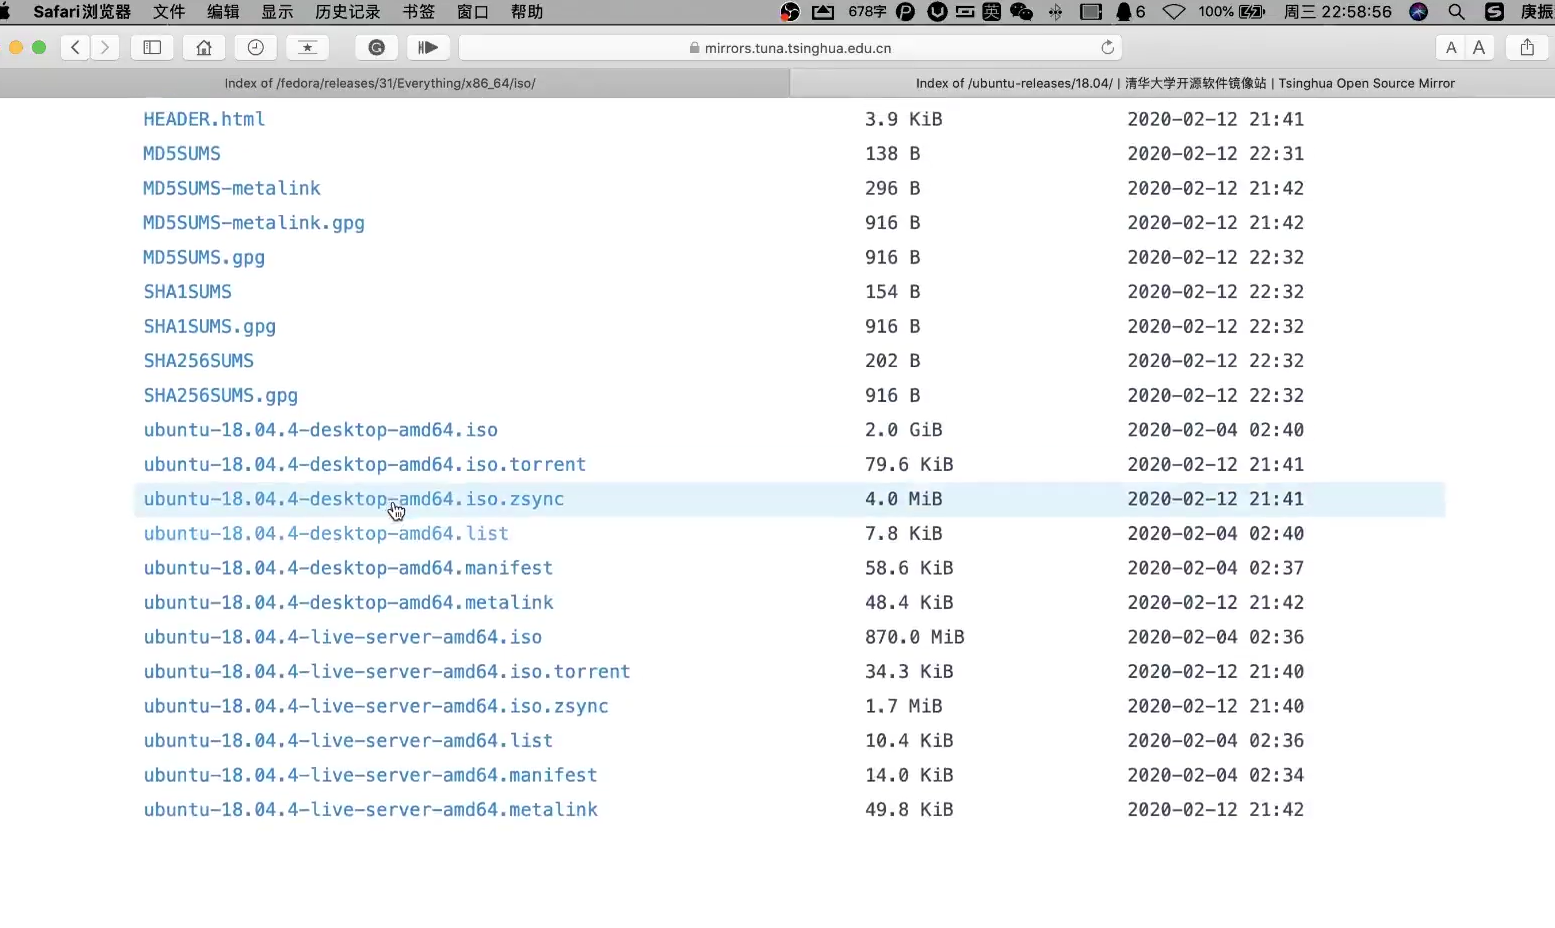 Safari浏览器 文件 编辑 显示 历史记录 书签 窗口 帮助 678字 英 6 100% 周三 22:58:56 庚振
mirrors.tuna.tsinghua.edu.cn A A
Index of /fedora/releases/31/Everything/x86_64/iso/ Index of /ubuntu-releases/18.04/ | 清华大学开源软件镜像站 | Tsinghua Open Source Mirror
HEADER.html 3.9 KiB 2020-02-12 21:41
MD5SUMS 138 B 2020-02-12 22:31
MD5SUMS-metalink 296 B 2020-02-12 21:42
MD5SUMS-metalink.gpg 916 B 2020-02-12 21:42
MD5SUMS.gpg 916 B 2020-02-12 22:32
SHA1SUMS 154 B 2020-02-12 22:32
SHA1SUMS.gpg 916 B 2020-02-12 22:32
SHA256SUMS 202 B 2020-02-12 22:32
SHA256SUMS.gpg 916 B 2020-02-12 22:32
ubuntu-18.04.4-desktop-amd64.iso 2.0 GiB 2020-02-04 02:40
ubuntu-18.04.4-desktop-amd64.iso.torrent 79.6 KiB 2020-02-12 21:41
ubuntu-18.04.4-desktop-amd64.iso.zsync 4.0 MiB 2020-02-12 21:41
ubuntu-18.04.4-desktop-amd64.list 7.8 KiB 2020-02-04 02:40
ubuntu-18.04.4-desktop-amd64.manifest 58.6 KiB 2020-02-04 02:37
ubuntu-18.04.4-desktop-amd64.metalink 48.4 KiB 2020-02-12 21:42
ubuntu-18.04.4-live-server-amd64.iso 870.0 MiB 2020-02-04 02:36
ubuntu-18.04.4-live-server-amd64.iso.torrent 34.3 KiB 2020-02-12 21:40
ubuntu-18.04.4-live-server-amd64.iso.zsync 1.7 MiB 2020-02-12 21:40
ubuntu-18.04.4-live-server-amd64.list 10.4 KiB 2020-02-04 02:36
ubuntu-18.04.4-live-server-amd64.manifest 14.0 KiB 2020-02-04 02:34
ubuntu-18.04.4-live-server-amd64.metalink 49.8 KiB 2020-02-12 21:42